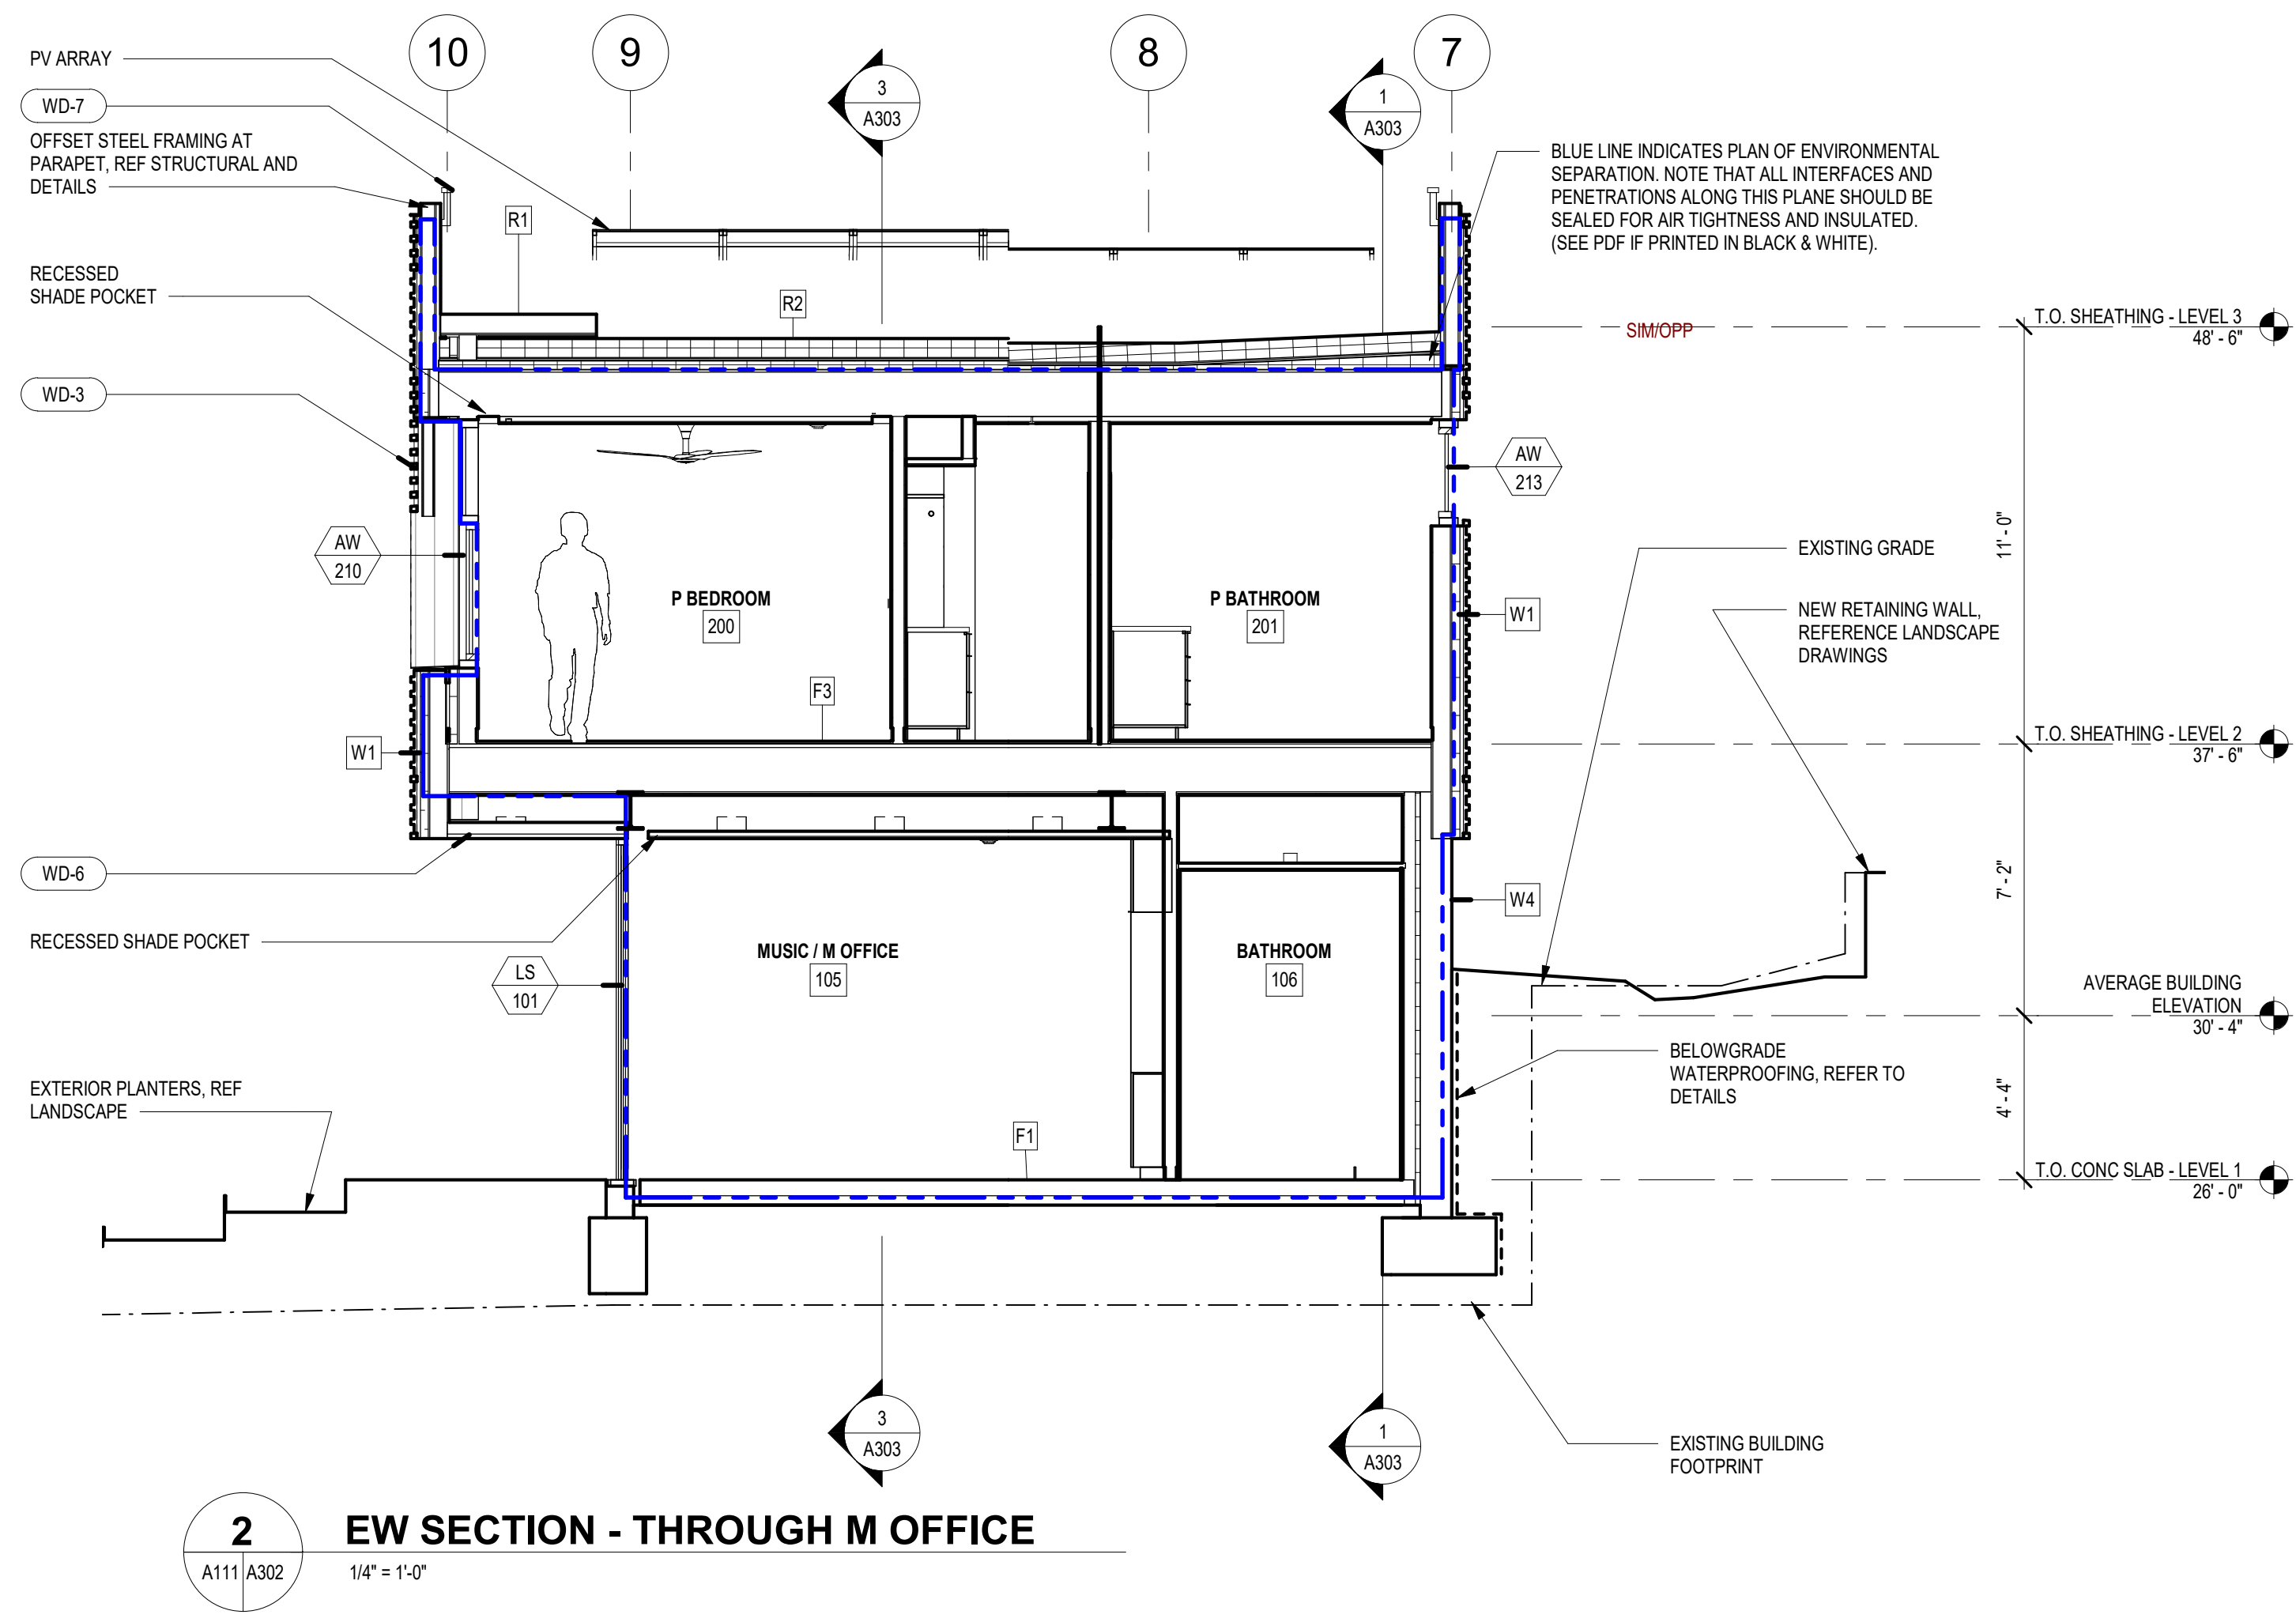 10
9
8
7
3
A303
1
A303
PV ARRAY
WD-7
OFFSET STEEL FRAMING AT
PARAPET, REF STRUCTURAL AND
DETAILS
RECESSED
SHADE POCKET
WD-3
R1
R2
BLUE LINE INDICATES PLAN OF ENVIRONMENTAL
SEPARATION. NOTE THAT ALL INTERFACES AND
PENETRATIONS ALONG THIS PLANE SHOULD BE
SEALED FOR AIR TIGHTNESS AND INSULATED.
(SEE PDF IF PRINTED IN BLACK & WHITE).
SIM/OPP
T.O. SHEATHING - LEVEL 3
48' - 6"
AW
213
AW
210
11' - 0"
EXISTING GRADE
P BEDROOM
200
P BATHROOM
201
W1
NEW RETAINING WALL,
REFERENCE LANDSCAPE
DRAWINGS
F3
W1
T.O. SHEATHING - LEVEL 2
37' - 6"
WD-6
7' - 2"
W4
RECESSED SHADE POCKET
MUSIC / M OFFICE
105
BATHROOM
106
LS
101
AVERAGE BUILDING
ELEVATION
30' - 4"
BELOWGRADE
WATERPROOFING, REFER TO
DETAILS
4' - 4"
EXTERIOR PLANTERS, REF
LANDSCAPE
F1
T.O. CONC SLAB - LEVEL 1
26' - 0"
3
A303
1
A303
EXISTING BUILDING
FOOTPRINT
2
A111 A302
EW SECTION - THROUGH M OFFICE
1/4" = 1'-0"